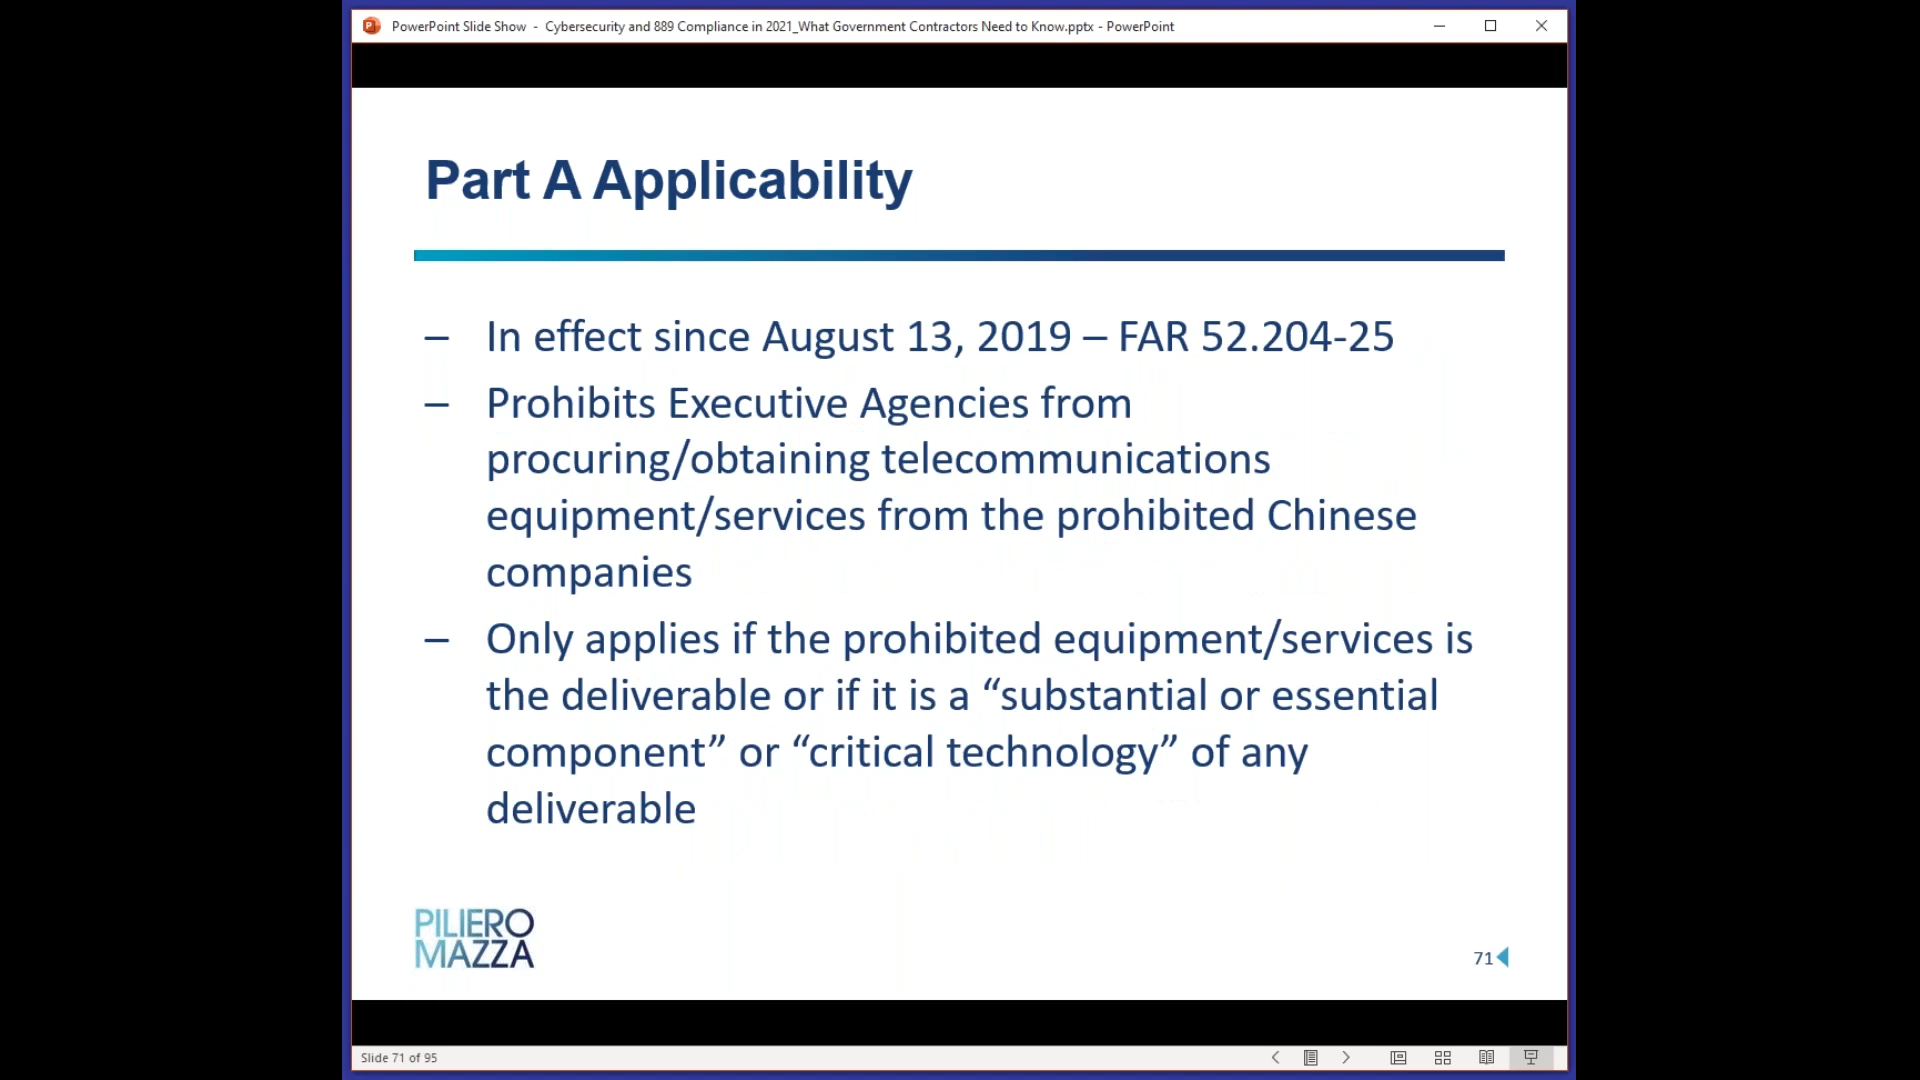 PowerPoint Slide Show - Cybersecurity and 889 Compliance in 2021_What Government Contractors Need to Know.pptx - PowerPoint
Part A Applicability
– In effect since August 13, 2019 – FAR 52.204-25
– Prohibits Executive Agencies from
procuring/obtaining telecommunications
equipment/services from the prohibited Chinese
companies
– Only applies if the prohibited equipment/services is
the deliverable or if it is a “substantial or essential
component” or “critical technology” of any
deliverable
PILIERO
MAZZA
71
Slide 71 of 95